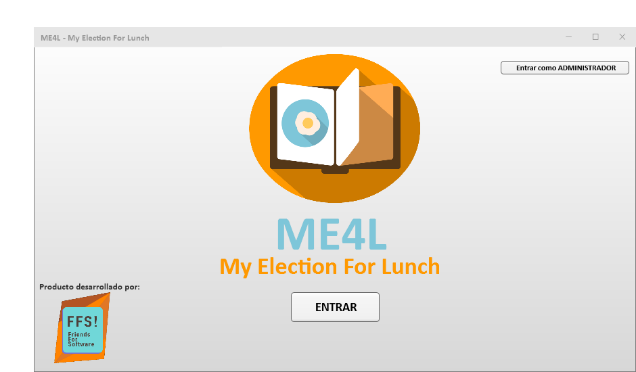 ME4L - My Election For Lunch
Entrar como ADMINISTRADOR
ME4L
My Election For Lunch
Producto desarrollado por:
ENTRAR
FFS!
Friends
For
Software